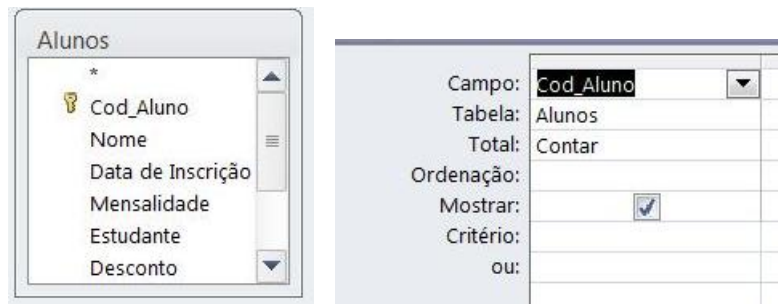 Alunos
*
Cod_Aluno
Nome
Data de Inscrição
Mensalidade
Estudante
Desconto
Campo: Cod_Aluno
Tabela: Alunos
Total: Contar
Ordenação:
Mostrar:
Critério:
ou: